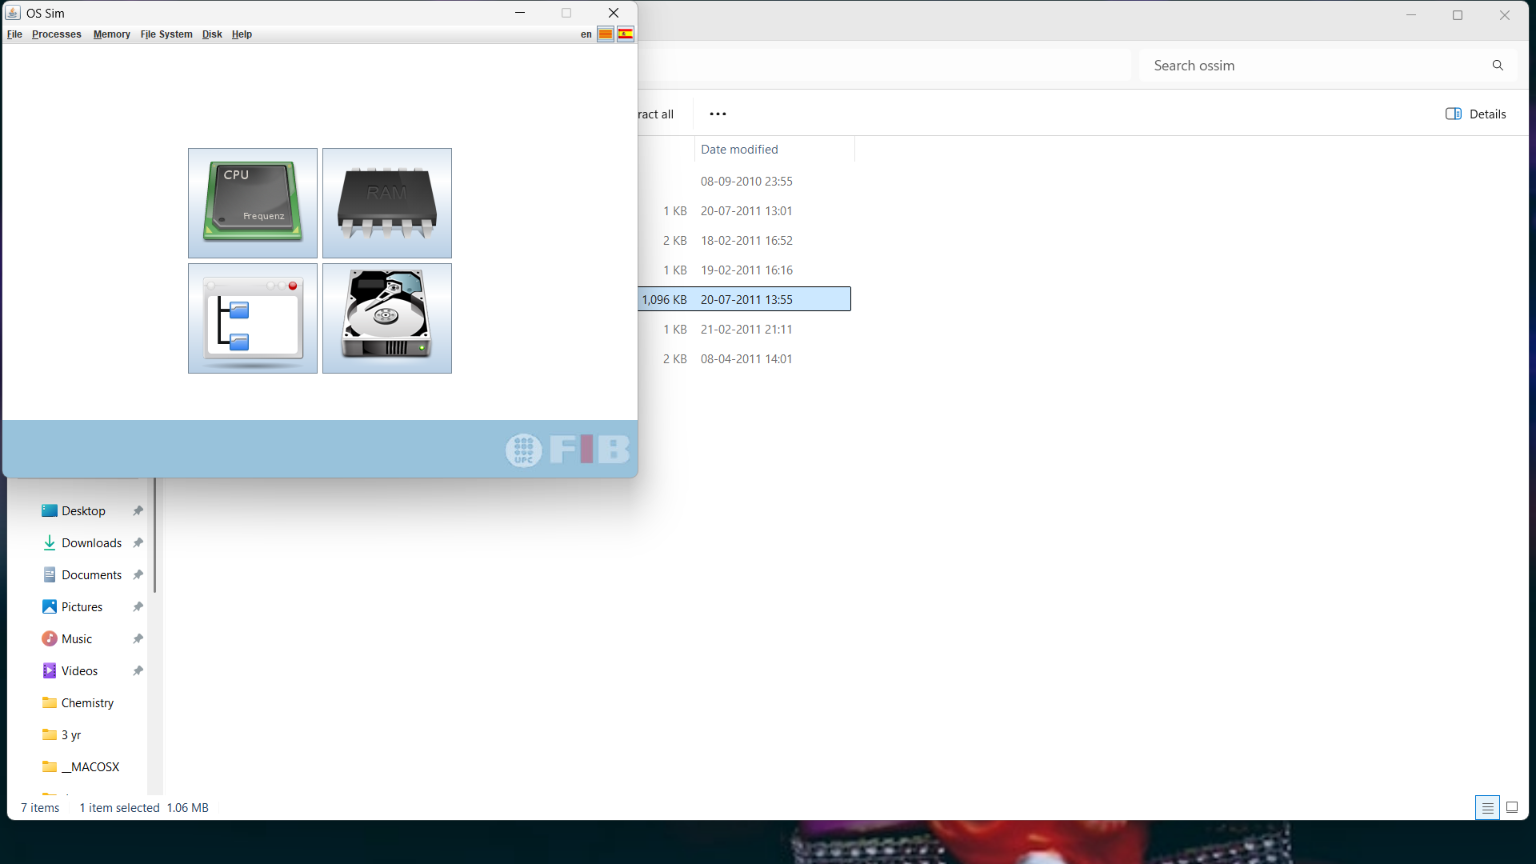 OS Sim
File Processes Memory File System Disk Help en
CPU
Frequenz
RAM
UPC FIB
Search ossim
ract all
Details
Date modified
08-09-2010 23:55
1 KB 20-07-2011 13:01
2 KB 18-02-2011 16:52
1 KB 19-02-2011 16:16
1,096 KB 20-07-2011 13:55
1 KB 21-02-2011 21:11
2 KB 08-04-2011 14:01
Desktop
Downloads
Documents
Pictures
Music
Videos
Chemistry
3 yr
__MACOSX
7 items 1 item selected 1.06 MB